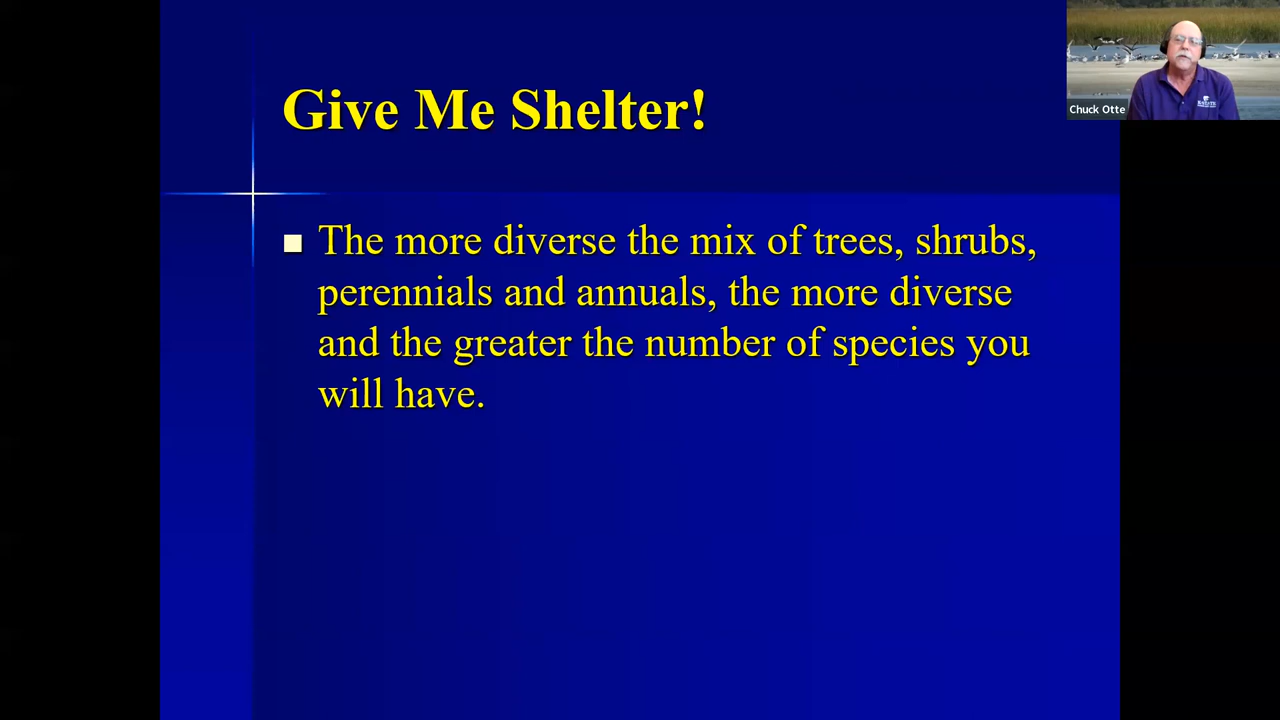 Give Me Shelter!
The more diverse the mix of trees, shrubs,
perennials and annuals, the more diverse
and the greater the number of species you
will have.
Chuck Otte